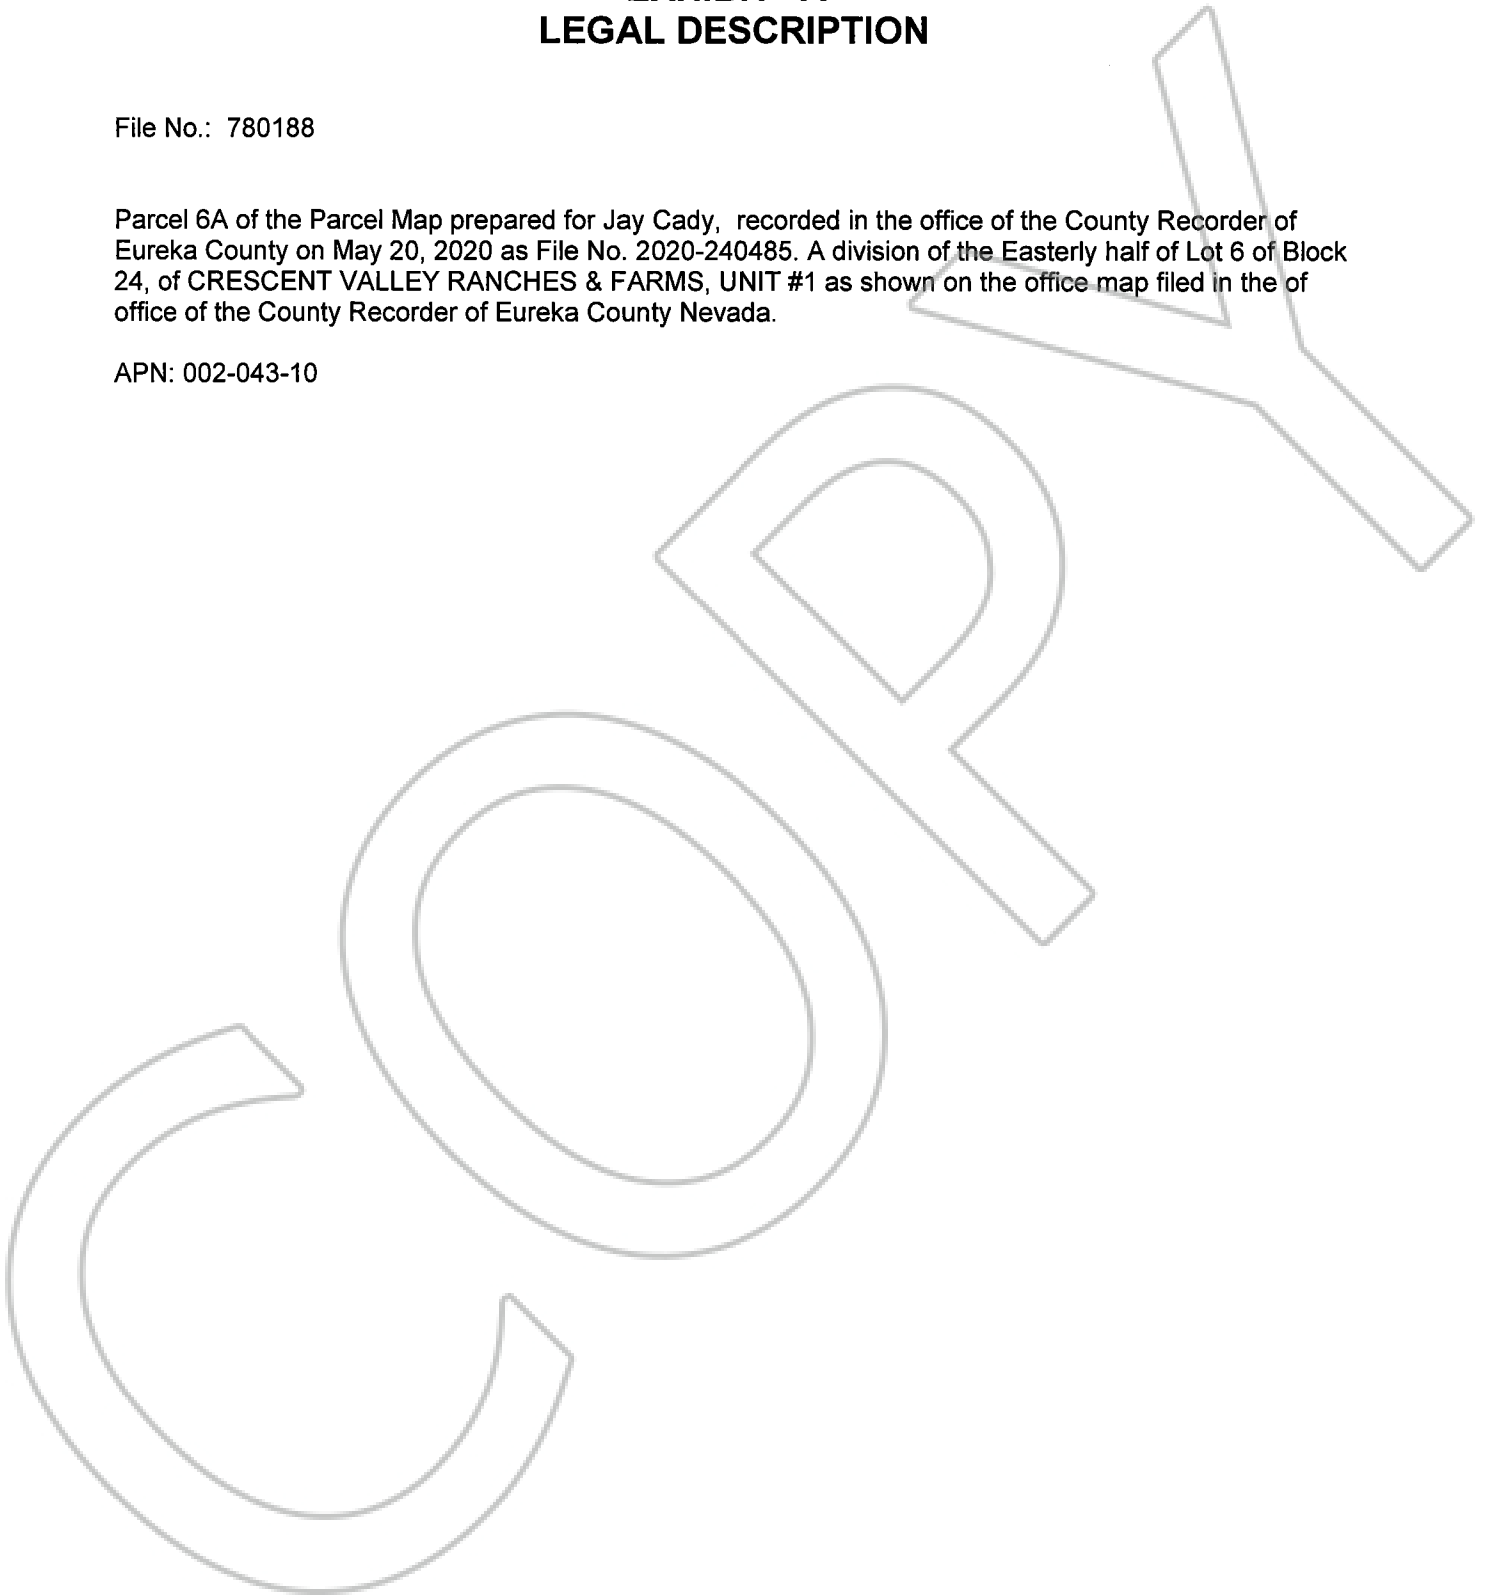 LEGAL DESCRIPTION
File No.: 780188
Parcel 6A of the Parcel Map prepared for Jay Cady, recorded in the office of the County Recorder of
Eureka County on May 20, 2020 as File No. 2020-240485. A division of the Easterly half of Lot 6 of Block
24, of CRESCENT VALLEY RANCHES & FARMS, UNIT #1 as shown on the office map filed in the of
office of the County Recorder of Eureka County Nevada.
APN: 002-043-10
COPY